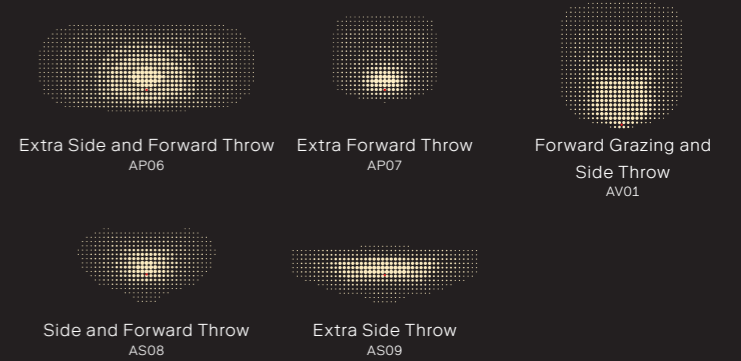 Extra Side and Forward Throw
AP06
Extra Forward Throw
AP07
Forward Grazing and
Side Throw
AV01
Side and Forward Throw
AS08
Extra Side Throw
AS09